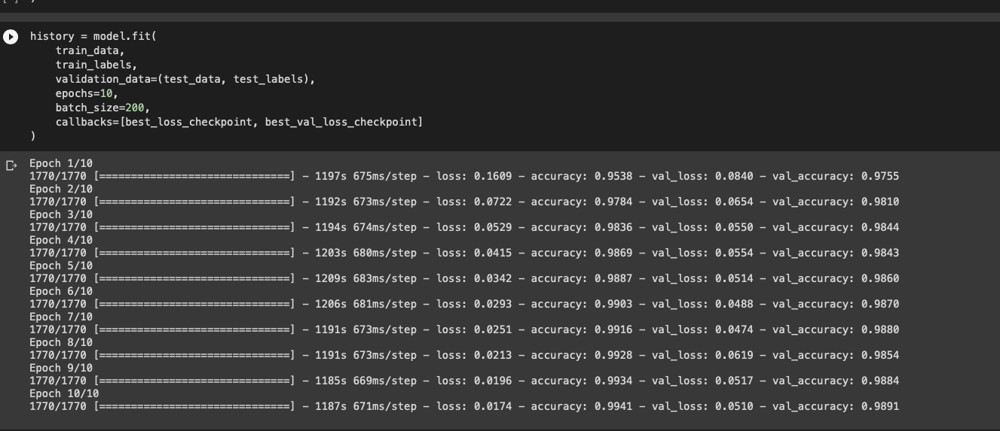 history = model.fit(
    train_data,
    train_labels,
    validation_data=(test_data, test_labels),
    epochs=10,
    batch_size=200,
    callbacks=[best_loss_checkpoint, best_val_loss_checkpoint]
)
Epoch 1/10
1770/1770 [==============================] - 1197s 675ms/step - loss: 0.1609 - accuracy: 0.9538 - val_loss: 0.0840 - val_accuracy: 0.9755
Epoch 2/10
1770/1770 [==============================] - 1192s 673ms/step - loss: 0.0722 - accuracy: 0.9784 - val_loss: 0.0654 - val_accuracy: 0.9810
Epoch 3/10
1770/1770 [==============================] - 1194s 674ms/step - loss: 0.0529 - accuracy: 0.9836 - val_loss: 0.0550 - val_accuracy: 0.9844
Epoch 4/10
1770/1770 [==============================] - 1203s 680ms/step - loss: 0.0415 - accuracy: 0.9869 - val_loss: 0.0554 - val_accuracy: 0.9843
Epoch 5/10
1770/1770 [==============================] - 1209s 683ms/step - loss: 0.0342 - accuracy: 0.9887 - val_loss: 0.0514 - val_accuracy: 0.9860
Epoch 6/10
1770/1770 [==============================] - 1206s 681ms/step - loss: 0.0293 - accuracy: 0.9903 - val_loss: 0.0488 - val_accuracy: 0.9870
Epoch 7/10
1770/1770 [==============================] - 1191s 673ms/step - loss: 0.0251 - accuracy: 0.9916 - val_loss: 0.0474 - val_accuracy: 0.9880
Epoch 8/10
1770/1770 [==============================] - 1191s 673ms/step - loss: 0.0213 - accuracy: 0.9928 - val_loss: 0.0619 - val_accuracy: 0.9854
Epoch 9/10
1770/1770 [==============================] - 1185s 669ms/step - loss: 0.0196 - accuracy: 0.9934 - val_loss: 0.0517 - val_accuracy: 0.9884
Epoch 10/10
1770/1770 [==============================] - 1187s 671ms/step - loss: 0.0174 - accuracy: 0.9941 - val_loss: 0.0510 - val_accuracy: 0.9891